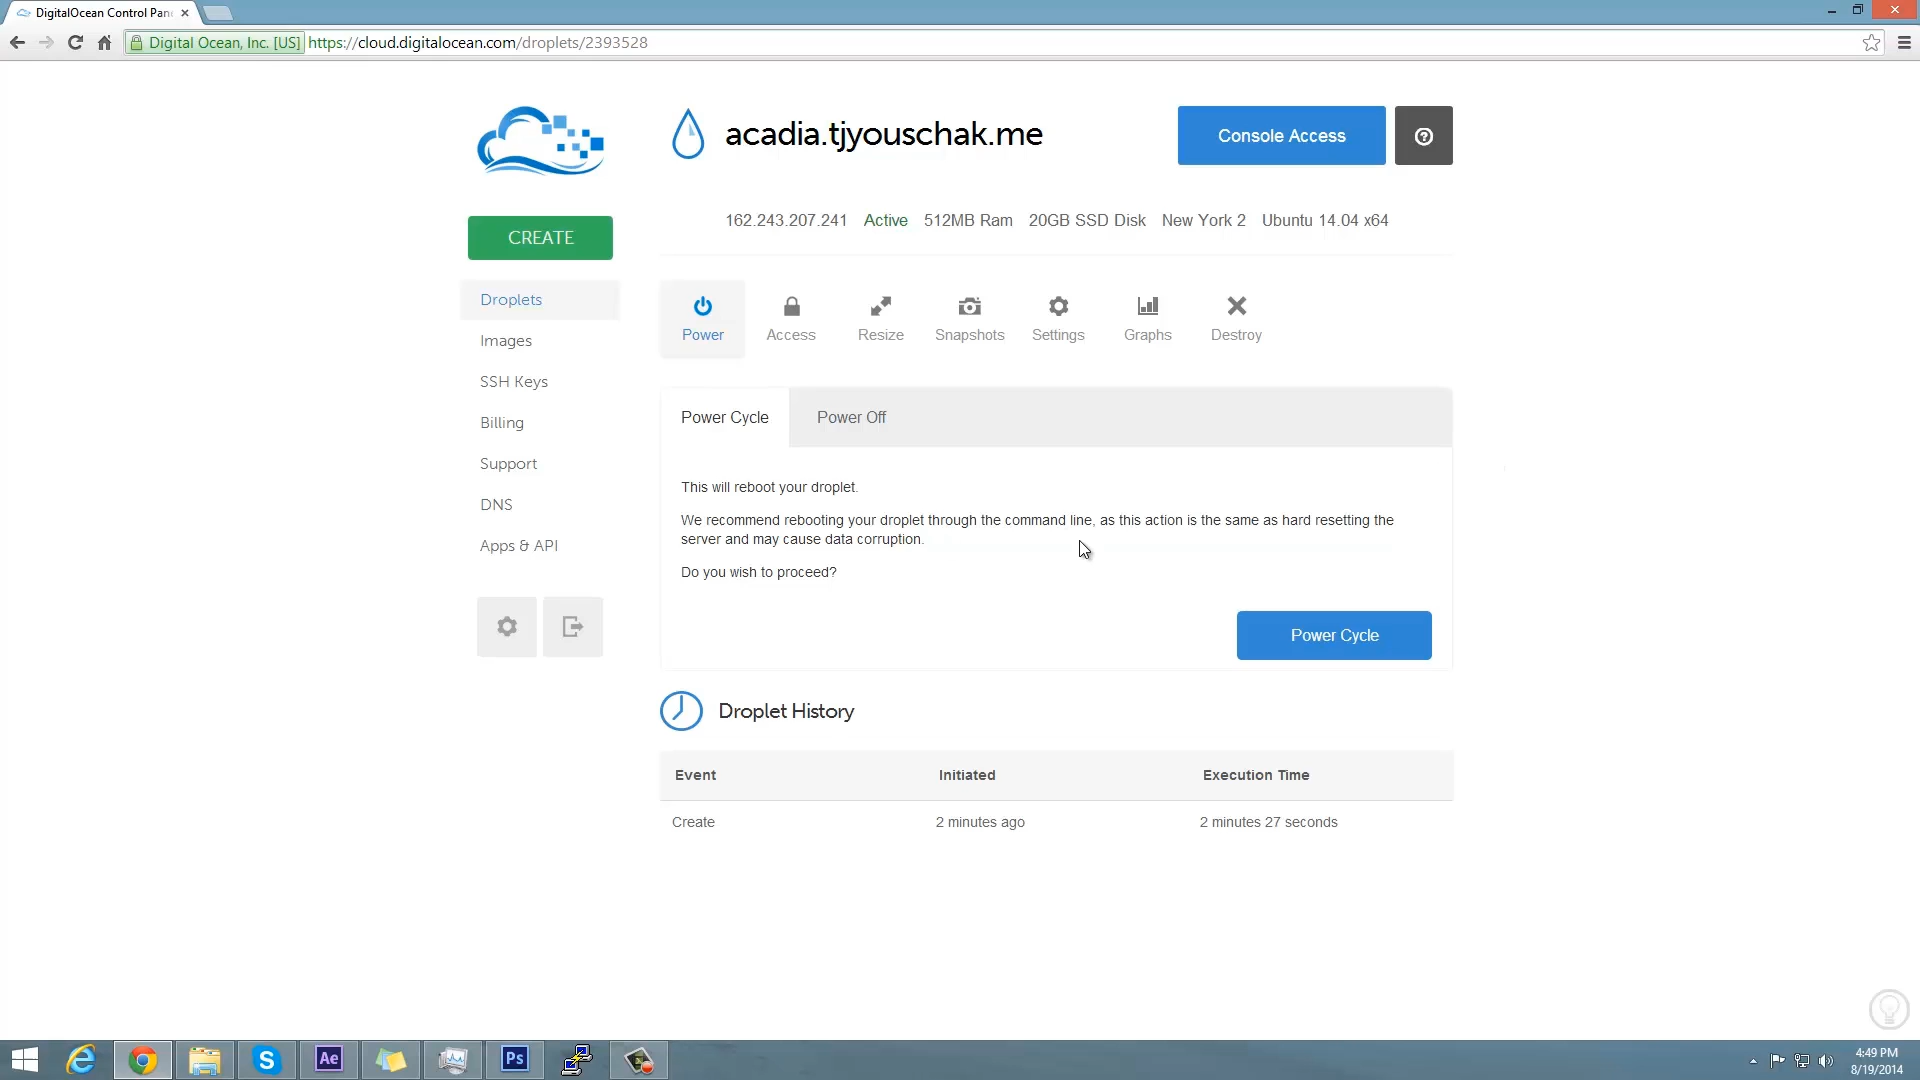 DigitalOcean Control Pan
Digital Ocean, Inc. [US] https://cloud.digitalocean.com/droplets/2393528
acadia.tjyouschak.me
Console Access
162.243.207.241 Active 512MB Ram 20GB SSD Disk New York 2 Ubuntu 14.04 x64
CREATE
Droplets
Images
SSH Keys
Billing
Support
DNS
Apps & API
Power Access Resize Snapshots Settings Graphs Destroy
Power Cycle Power Off
This will reboot your droplet.
We recommend rebooting your droplet through the command line, as this action is the same as hard resetting the
server and may cause data corruption.
Do you wish to proceed?
Power Cycle
Droplet History
Event Initiated Execution Time
Create 2 minutes ago 2 minutes 27 seconds
Ae
Ps
4:49 PM
8/19/2014